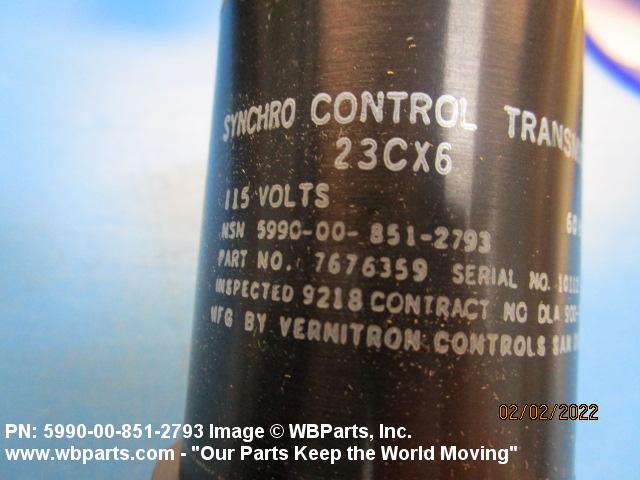 SYNCHRO CONTROL
23CX6
115 VOLTS
NSN 5990-00-851-2793
PART NO. 7676359 SERIAL NO.
INSPECTED 9218 CONTRACT NO DLA
MFG BY VERNITRON CONTROLS SAN
02/02/2022
PN: 5990-00-851-2793 Image © WBParts, Inc.
www.wbparts.com - "Our Parts Keep the World Moving"